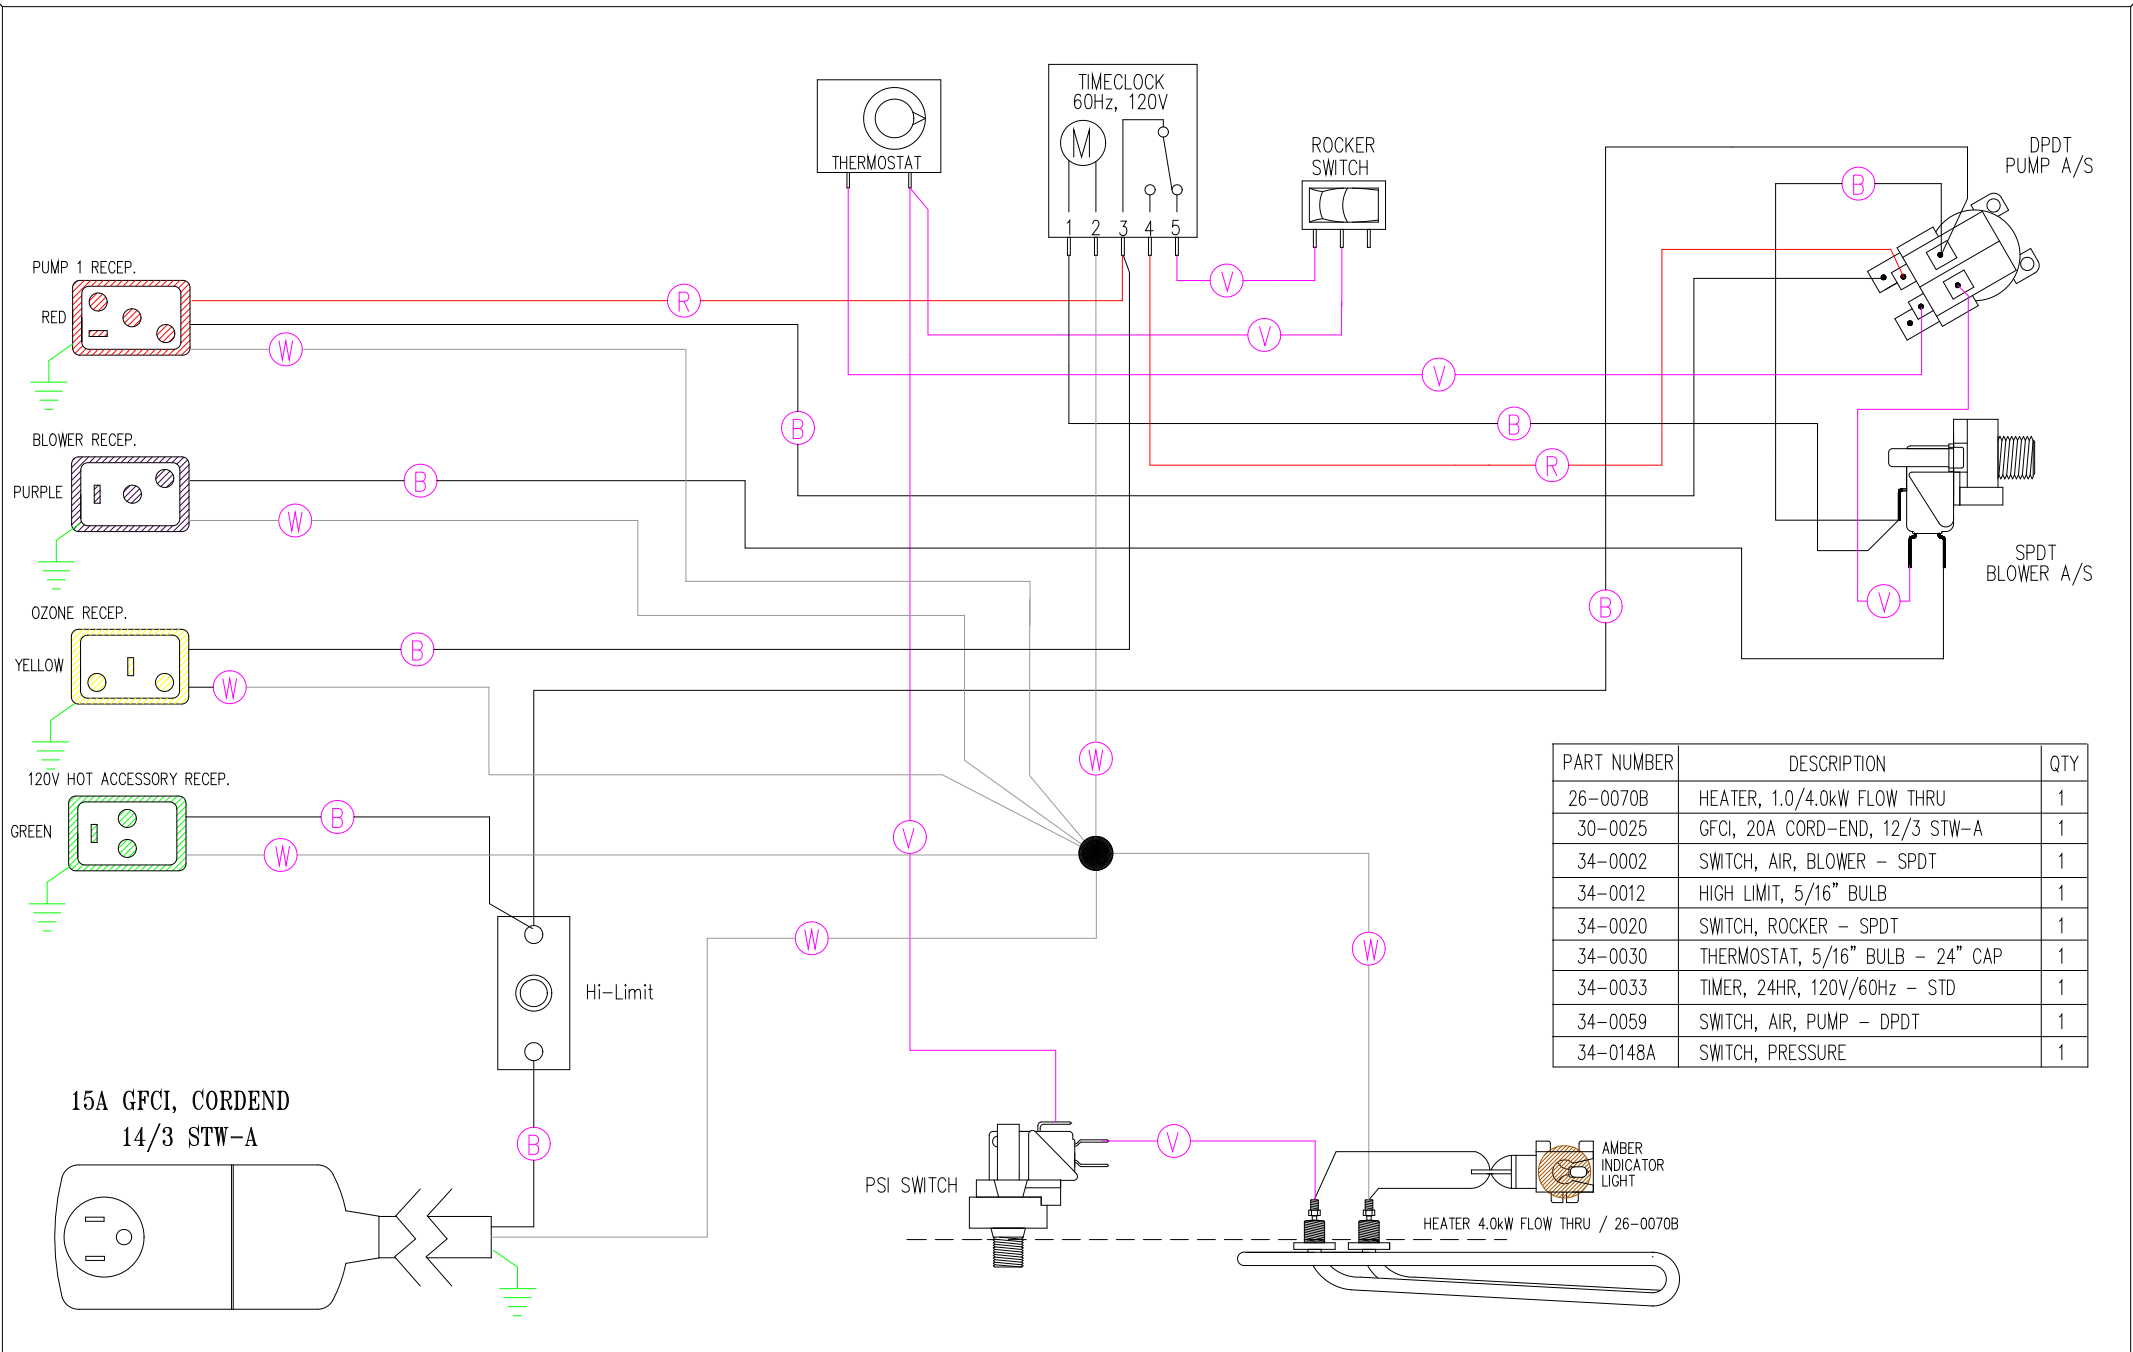 TIMECLOCK
60Hz, 120V
M
1 2 3 4 5
THERMOSTAT
ROCKER
SWITCH
DPDT
PUMP A/S
B
V
V
V
B
R
PUMP 1 RECEP.
RED
R
W
B
BLOWER RECEP.
PURPLE
B
W
SPDT
BLOWER A/S
V
B
OZONE RECEP.
YELLOW
B
W
W
120V HOT ACCESSORY RECEP.
GREEN
B
W
V
W
W
Hi-Limit
PART NUMBER DESCRIPTION QTY
26-0070B HEATER, 1.0/4.0kW FLOW THRU 1
30-0025 GFCI, 20A CORD-END, 12/3 STW-A 1
34-0002 SWITCH, AIR, BLOWER - SPDT 1
34-0012 HIGH LIMIT, 5/16" BULB 1
34-0020 SWITCH, ROCKER - SPDT 1
34-0030 THERMOSTAT, 5/16" BULB - 24" CAP 1
34-0033 TIMER, 24HR, 120V/60Hz - STD 1
34-0059 SWITCH, AIR, PUMP - DPDT 1
34-0148A SWITCH, PRESSURE 1
15A GFCI, CORDEND
14/3 STW-A
B
PSI SWITCH
V
AMBER
INDICATOR
LIGHT
HEATER 4.0kW FLOW THRU / 26-0070B